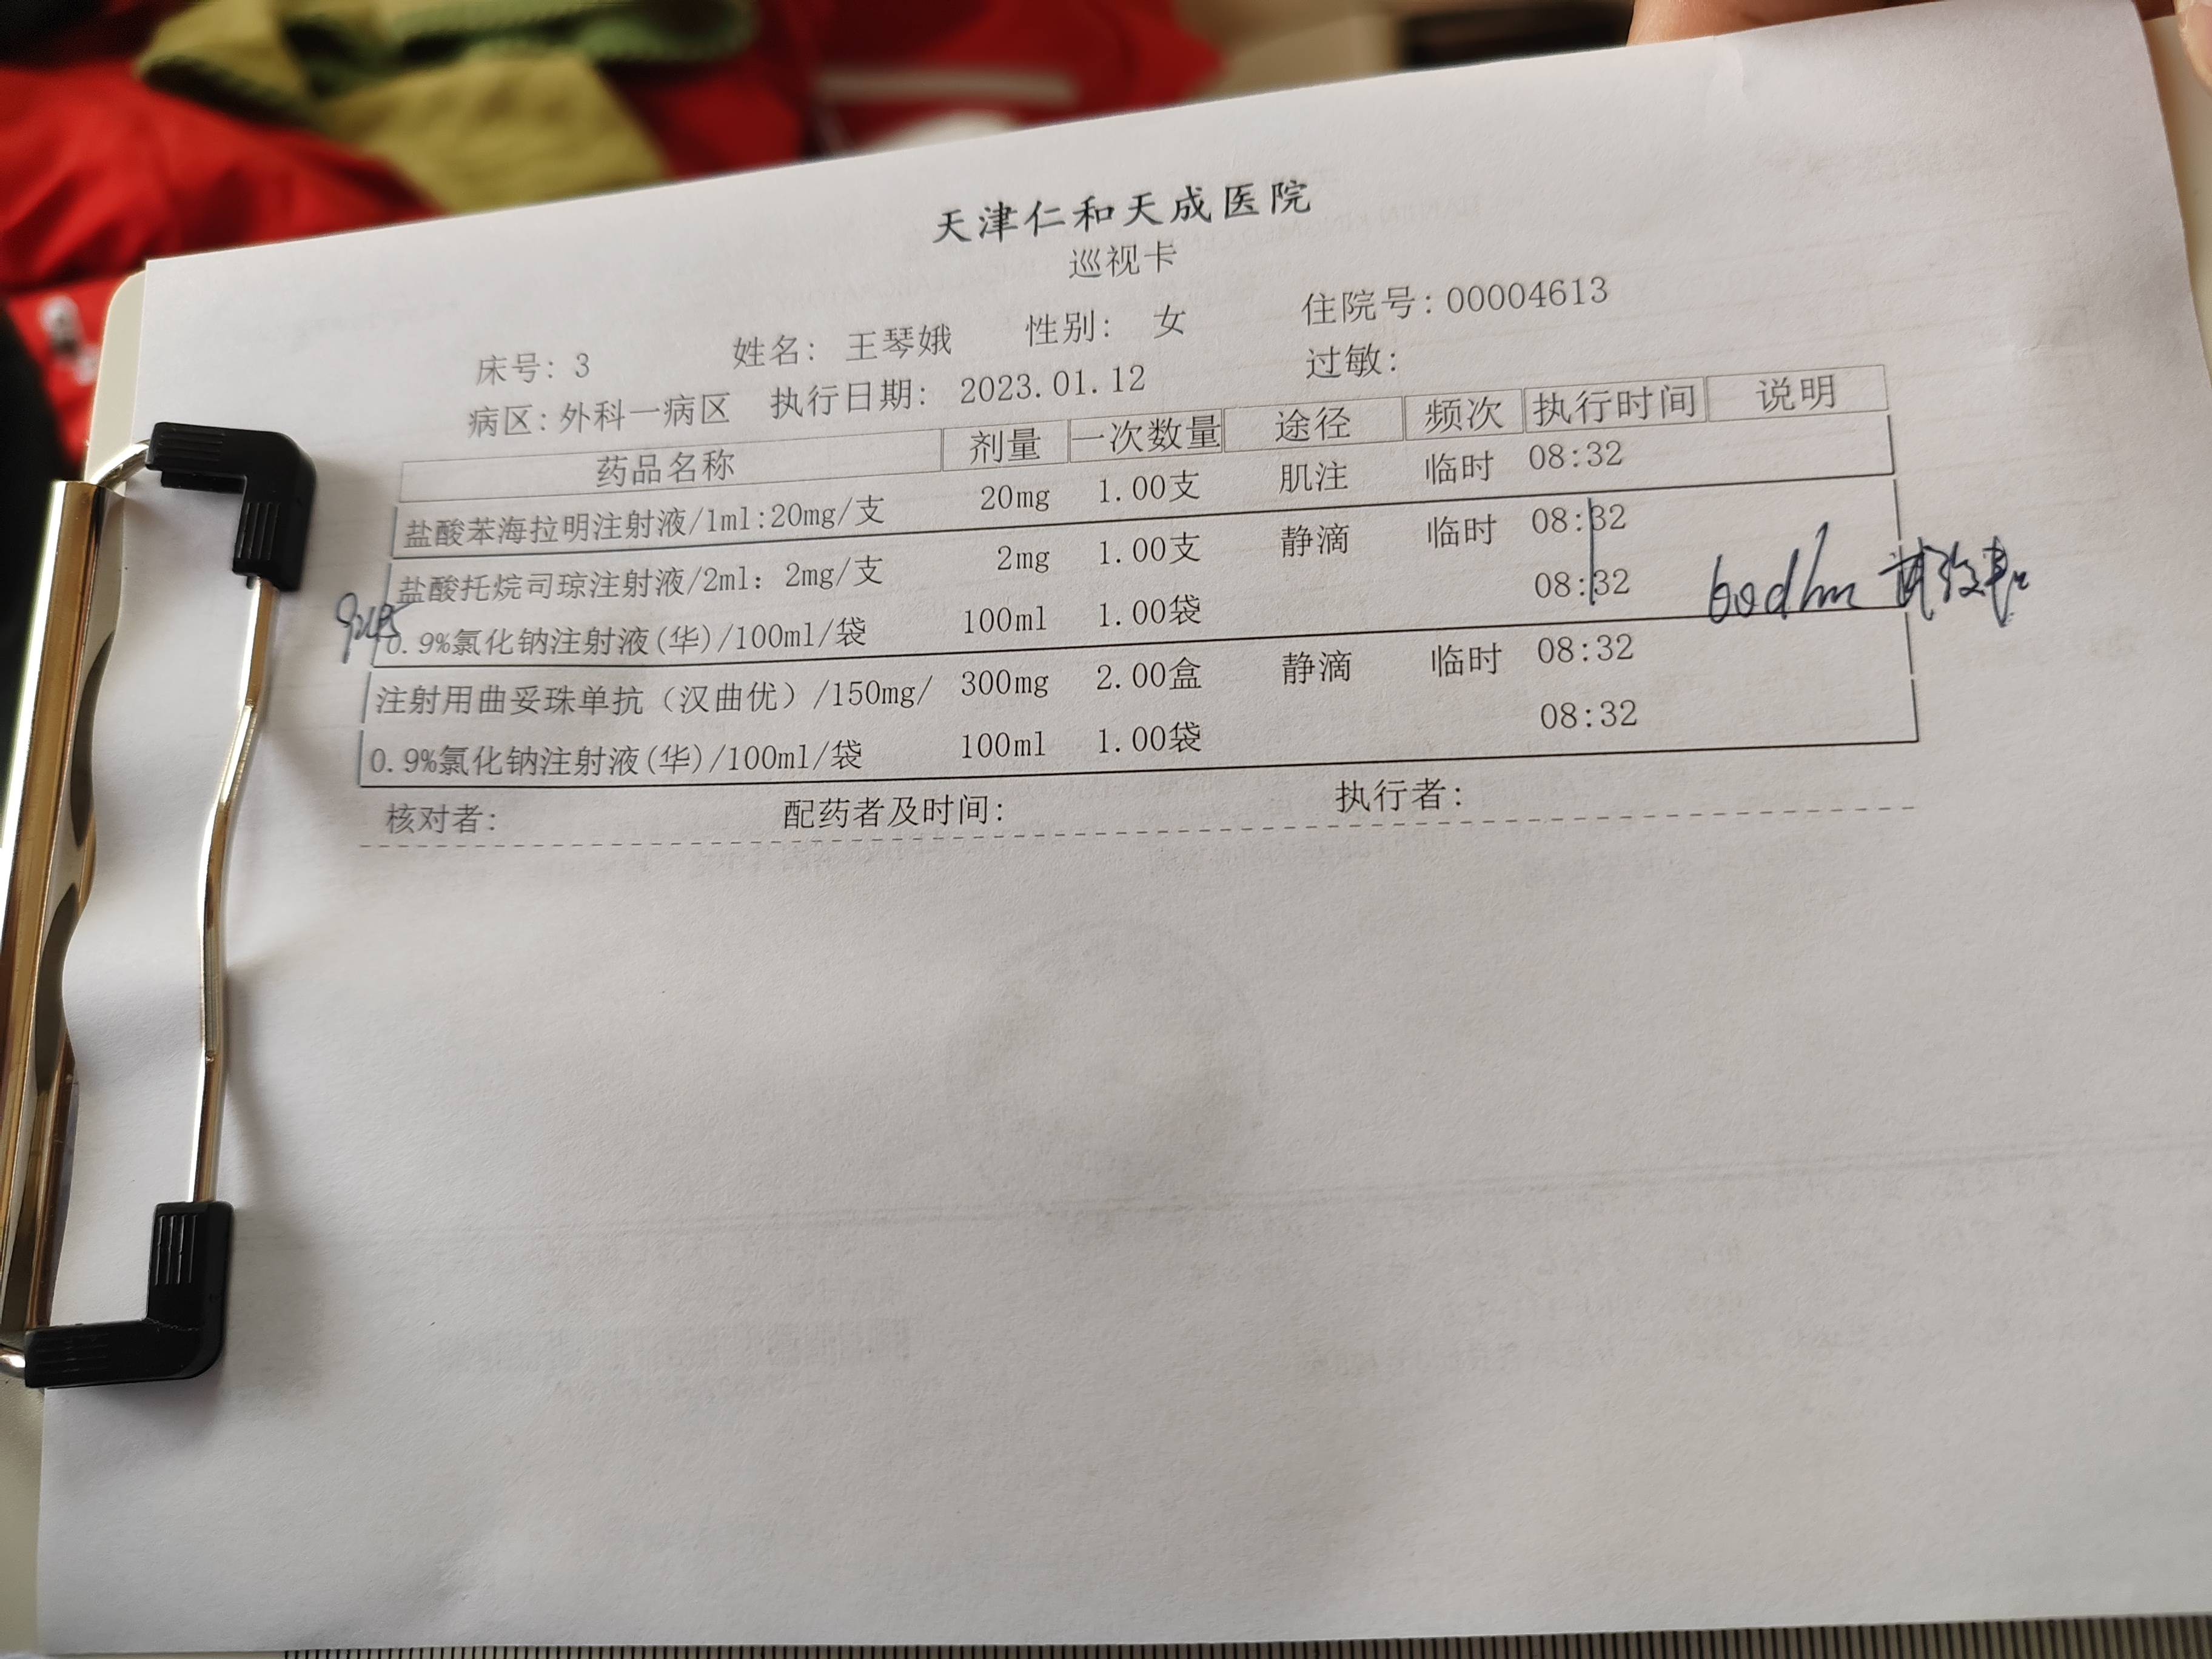 天津仁和天成医院
巡视卡
床号: 3 姓名: 王琴娥 性别: 女 住院号: 00004613
病区: 外科一病区 执行日期: 2023.01.12 过敏:
药品名称 剂量 一次数量 途径 频次 执行时间 说明
盐酸苯海拉明注射液/1ml:20mg/支 20mg 1.00支 肌注 临时 08:32
盐酸托烷司琼注射液/2ml: 2mg/支 2mg 1.00支 静滴 临时 08:32
0.9%氯化钠注射液(华)/100ml/袋 100ml 1.00袋 08:32 60d/m
注射用曲妥珠单抗（汉曲优）/150mg/ 300mg 2.00盒 静滴 临时 08:32
0.9%氯化钠注射液(华)/100ml/袋 100ml 1.00袋 08:32
核对者: 配药者及时间: 执行者: